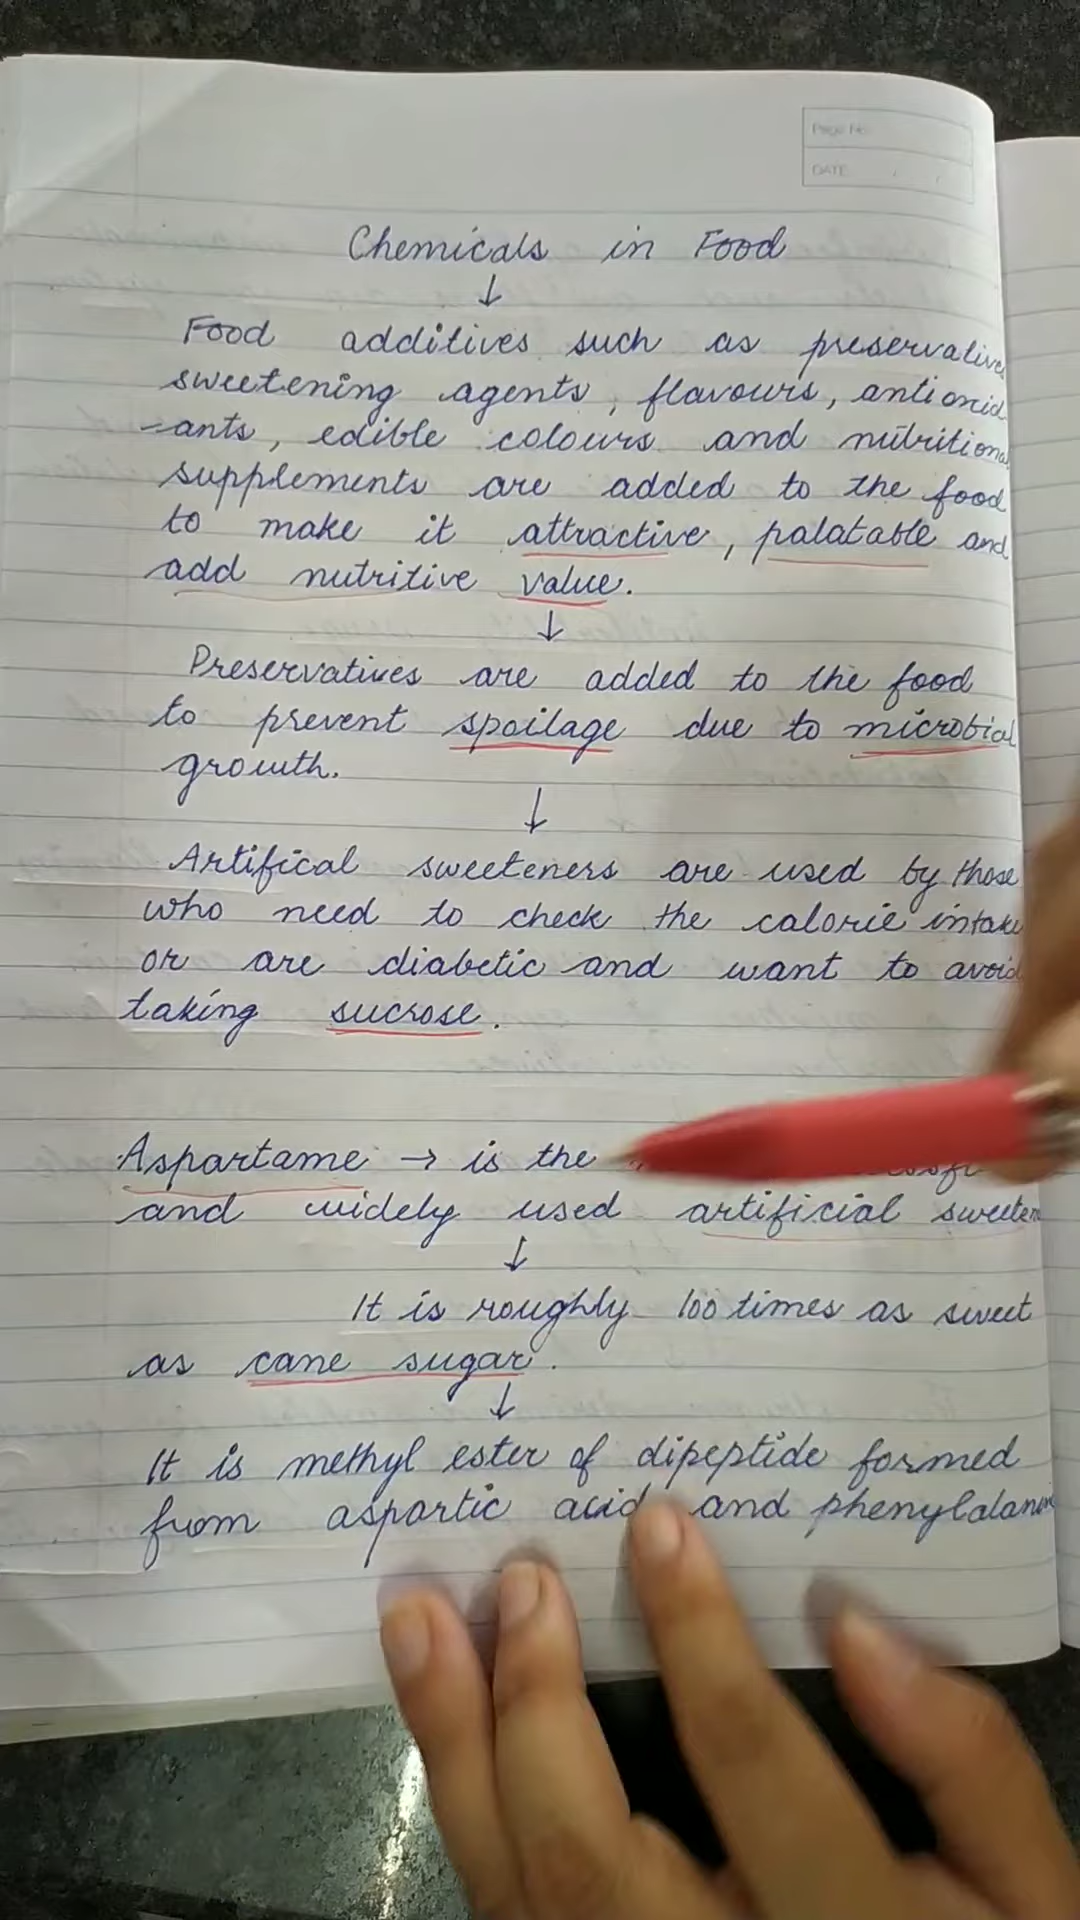 Page No.
DATE
Chemicals in Food
↓
Food additives such as preservatives
sweetening agents, flavours, antioxid
-ants, edible colours and nutritional
supplements are added to the food
to make it attractive, palatable and
add nutritive value.
↓
Preservatives are added to the food
to prevent spoilage due to microbial
growth.
↓
Artifical sweeteners are used by those
who need to check the calorie intake
or are diabetic and want to avoid
taking sucrose.
Aspartame → is the
and widely used artificial sweeten
↓
It is roughly 100 times as sweet
as cane sugar.
↓
It is methyl ester of dipeptide formed
from aspartic acid and phenylalanine